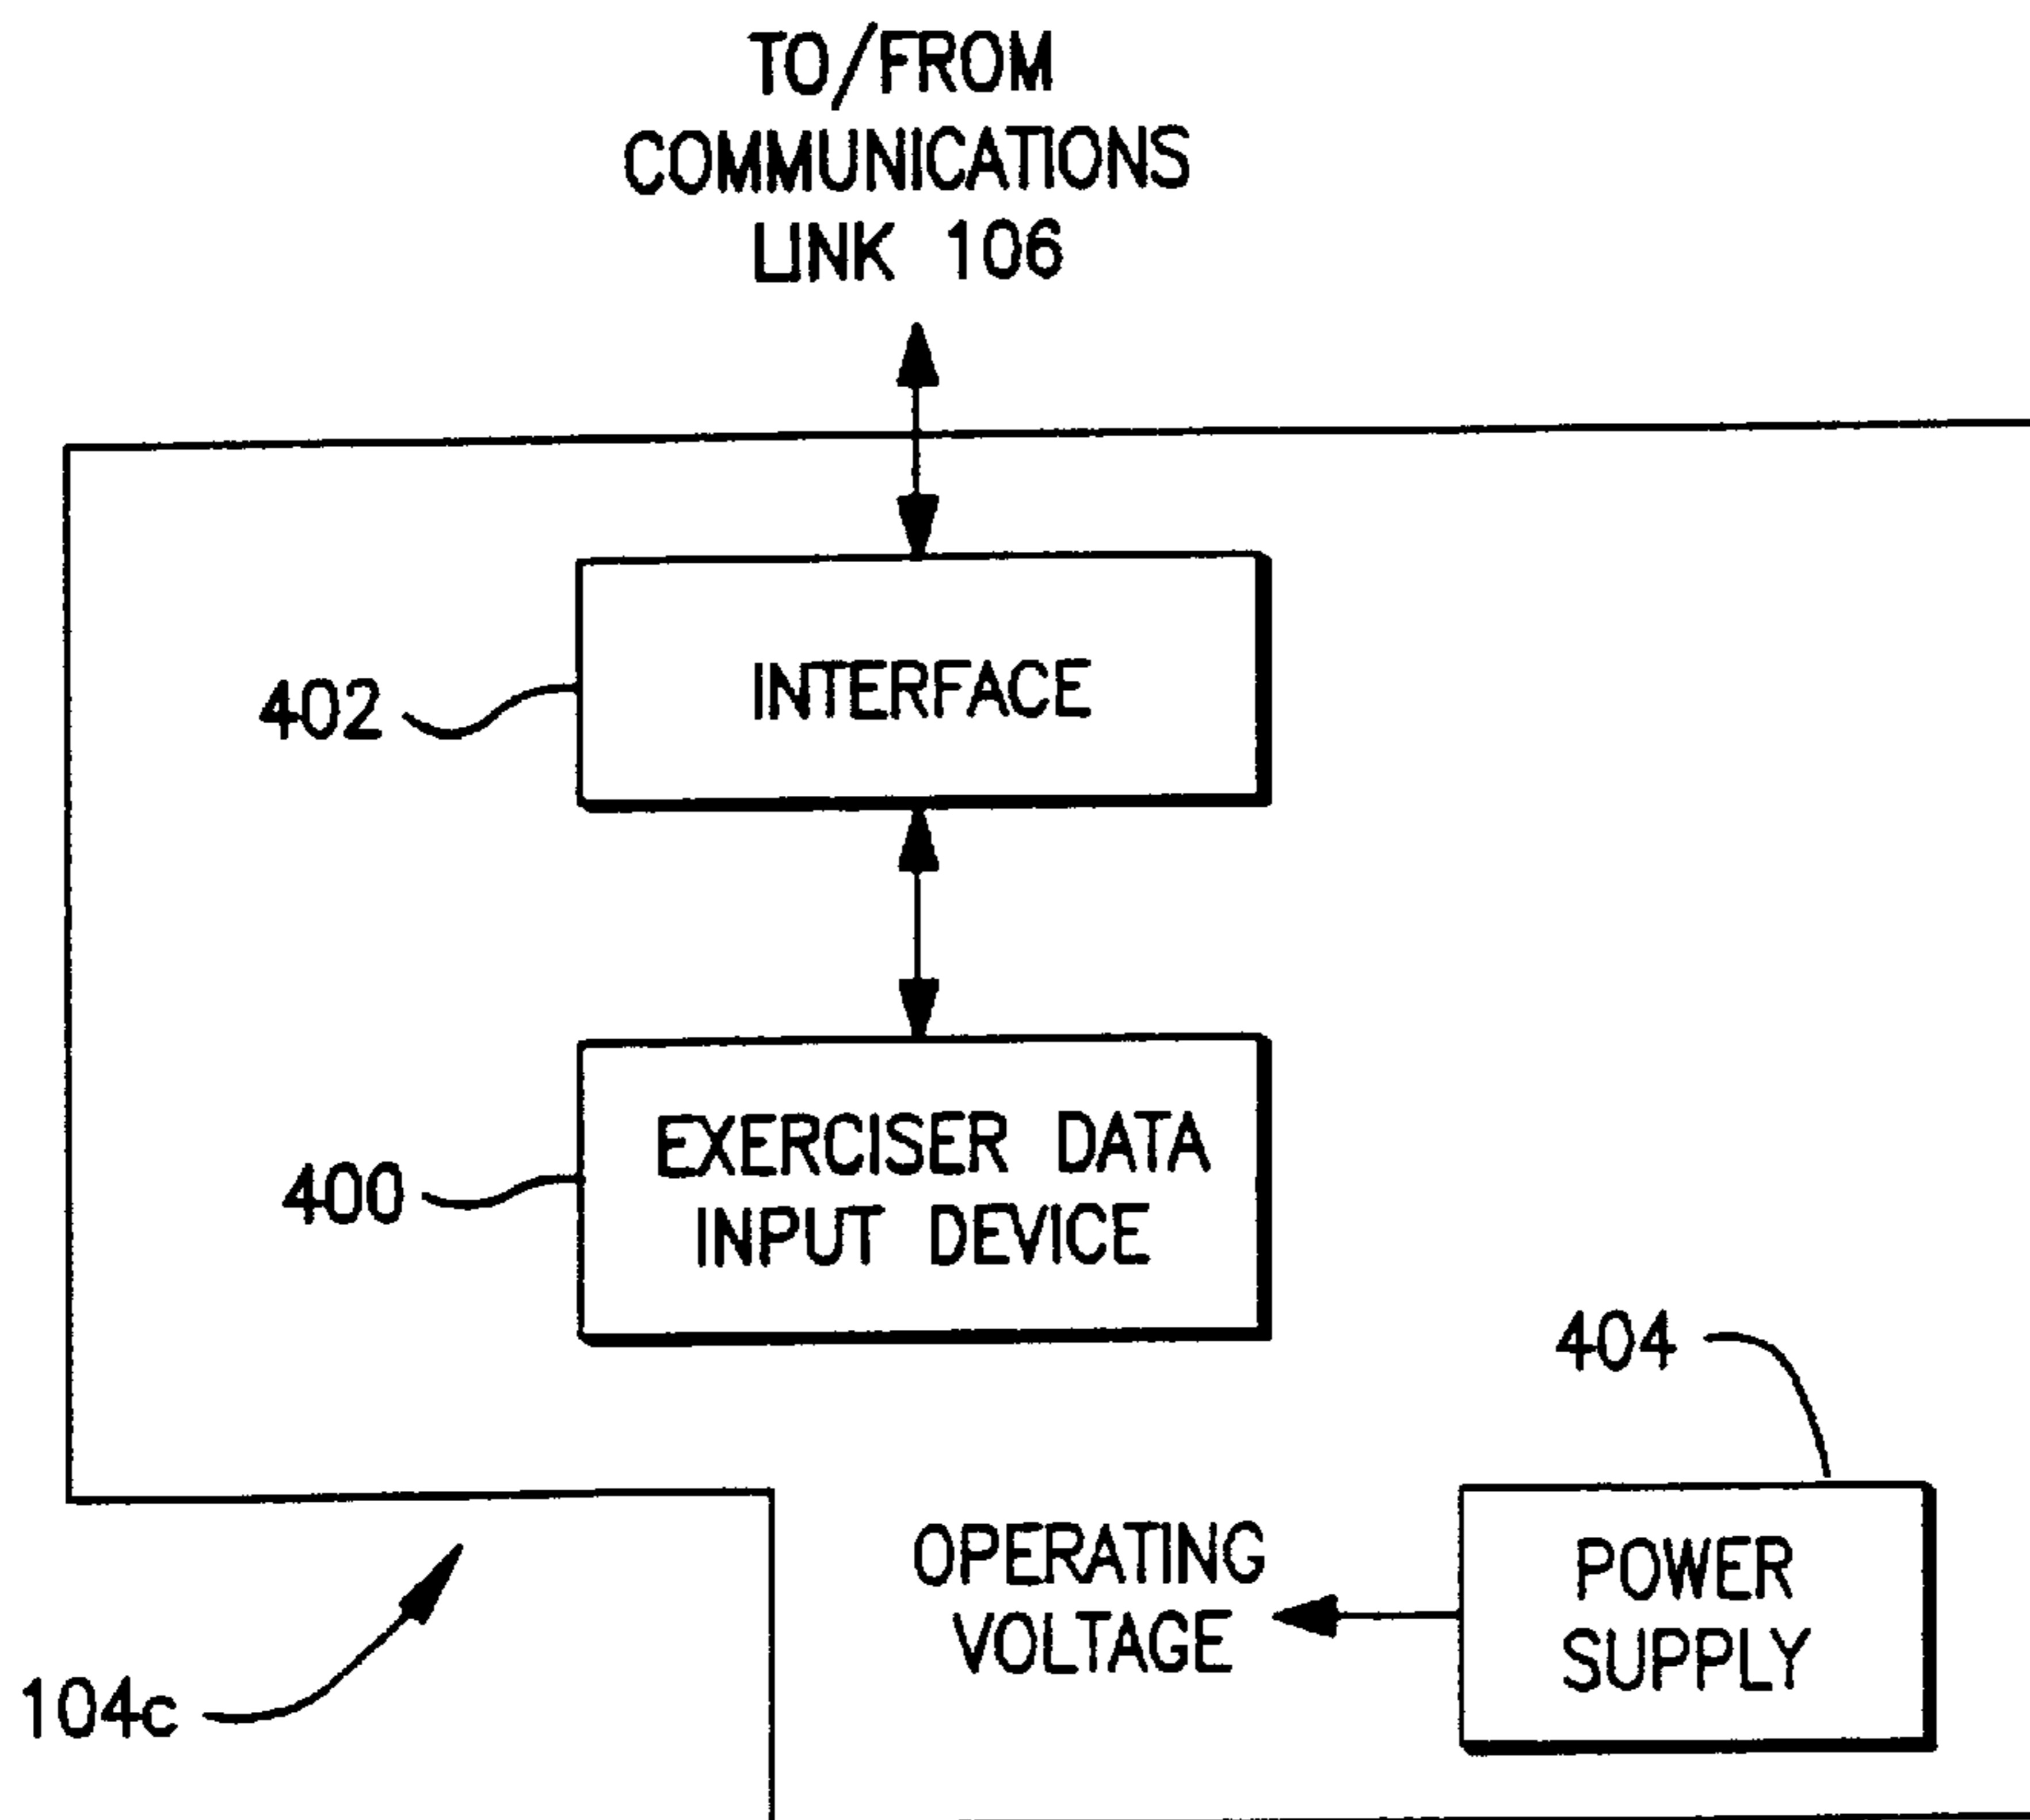 TO/FROM
COMMUNICATIONS
LINK 106
402
INTERFACE
400
EXERCISER DATA
INPUT DEVICE
404
OPERATING
VOLTAGE
POWER
SUPPLY
104c